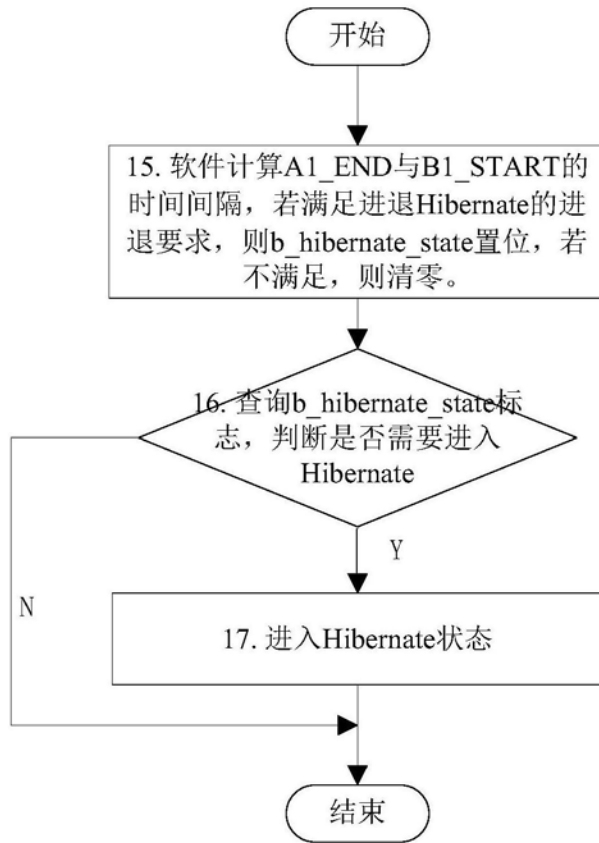 开始
15. 软件计算A1_END与B1_START的
时间间隔，若满足进退Hibernate的进
退要求，则b_hibernate_state置位，若
不满足，则清零。
16. 查询b_hibernate_state标
志，判断是否需要进入
Hibernate
Y
N
17. 进入Hibernate状态
结束